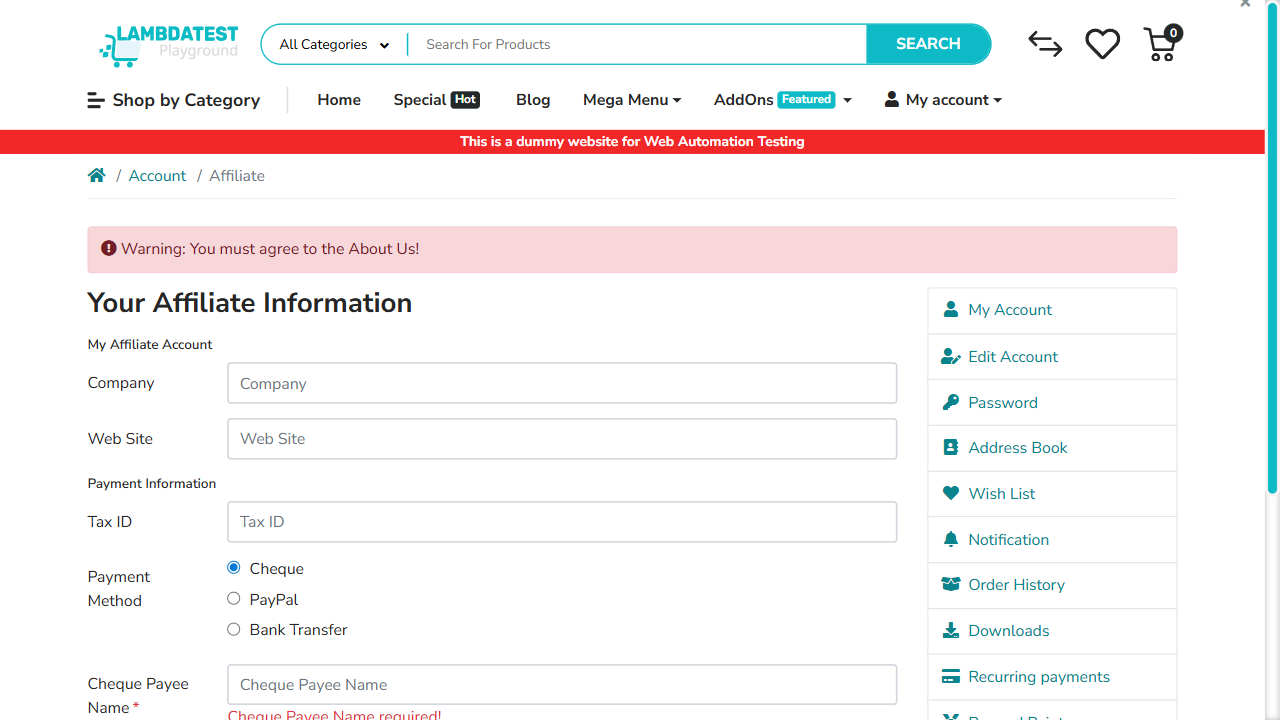 LAMBDATEST
Playground
All Categories
Search For Products
SEARCH
0
Shop by Category
Home
Special Hot
Blog
Mega Menu
AddOns Featured
My account
This is a dummy website for Web Automation Testing
/ Account / Affiliate
Warning: You must agree to the About Us!
Your Affiliate Information
My Affiliate Account
Company
Company
Web Site
Web Site
Payment Information
Tax ID
Tax ID
Payment
Method
Cheque
PayPal
Bank Transfer
Cheque Payee
Name *
Cheque Payee Name
Cheque Payee Name required!
My Account
Edit Account
Password
Address Book
Wish List
Notification
Order History
Downloads
Recurring payments